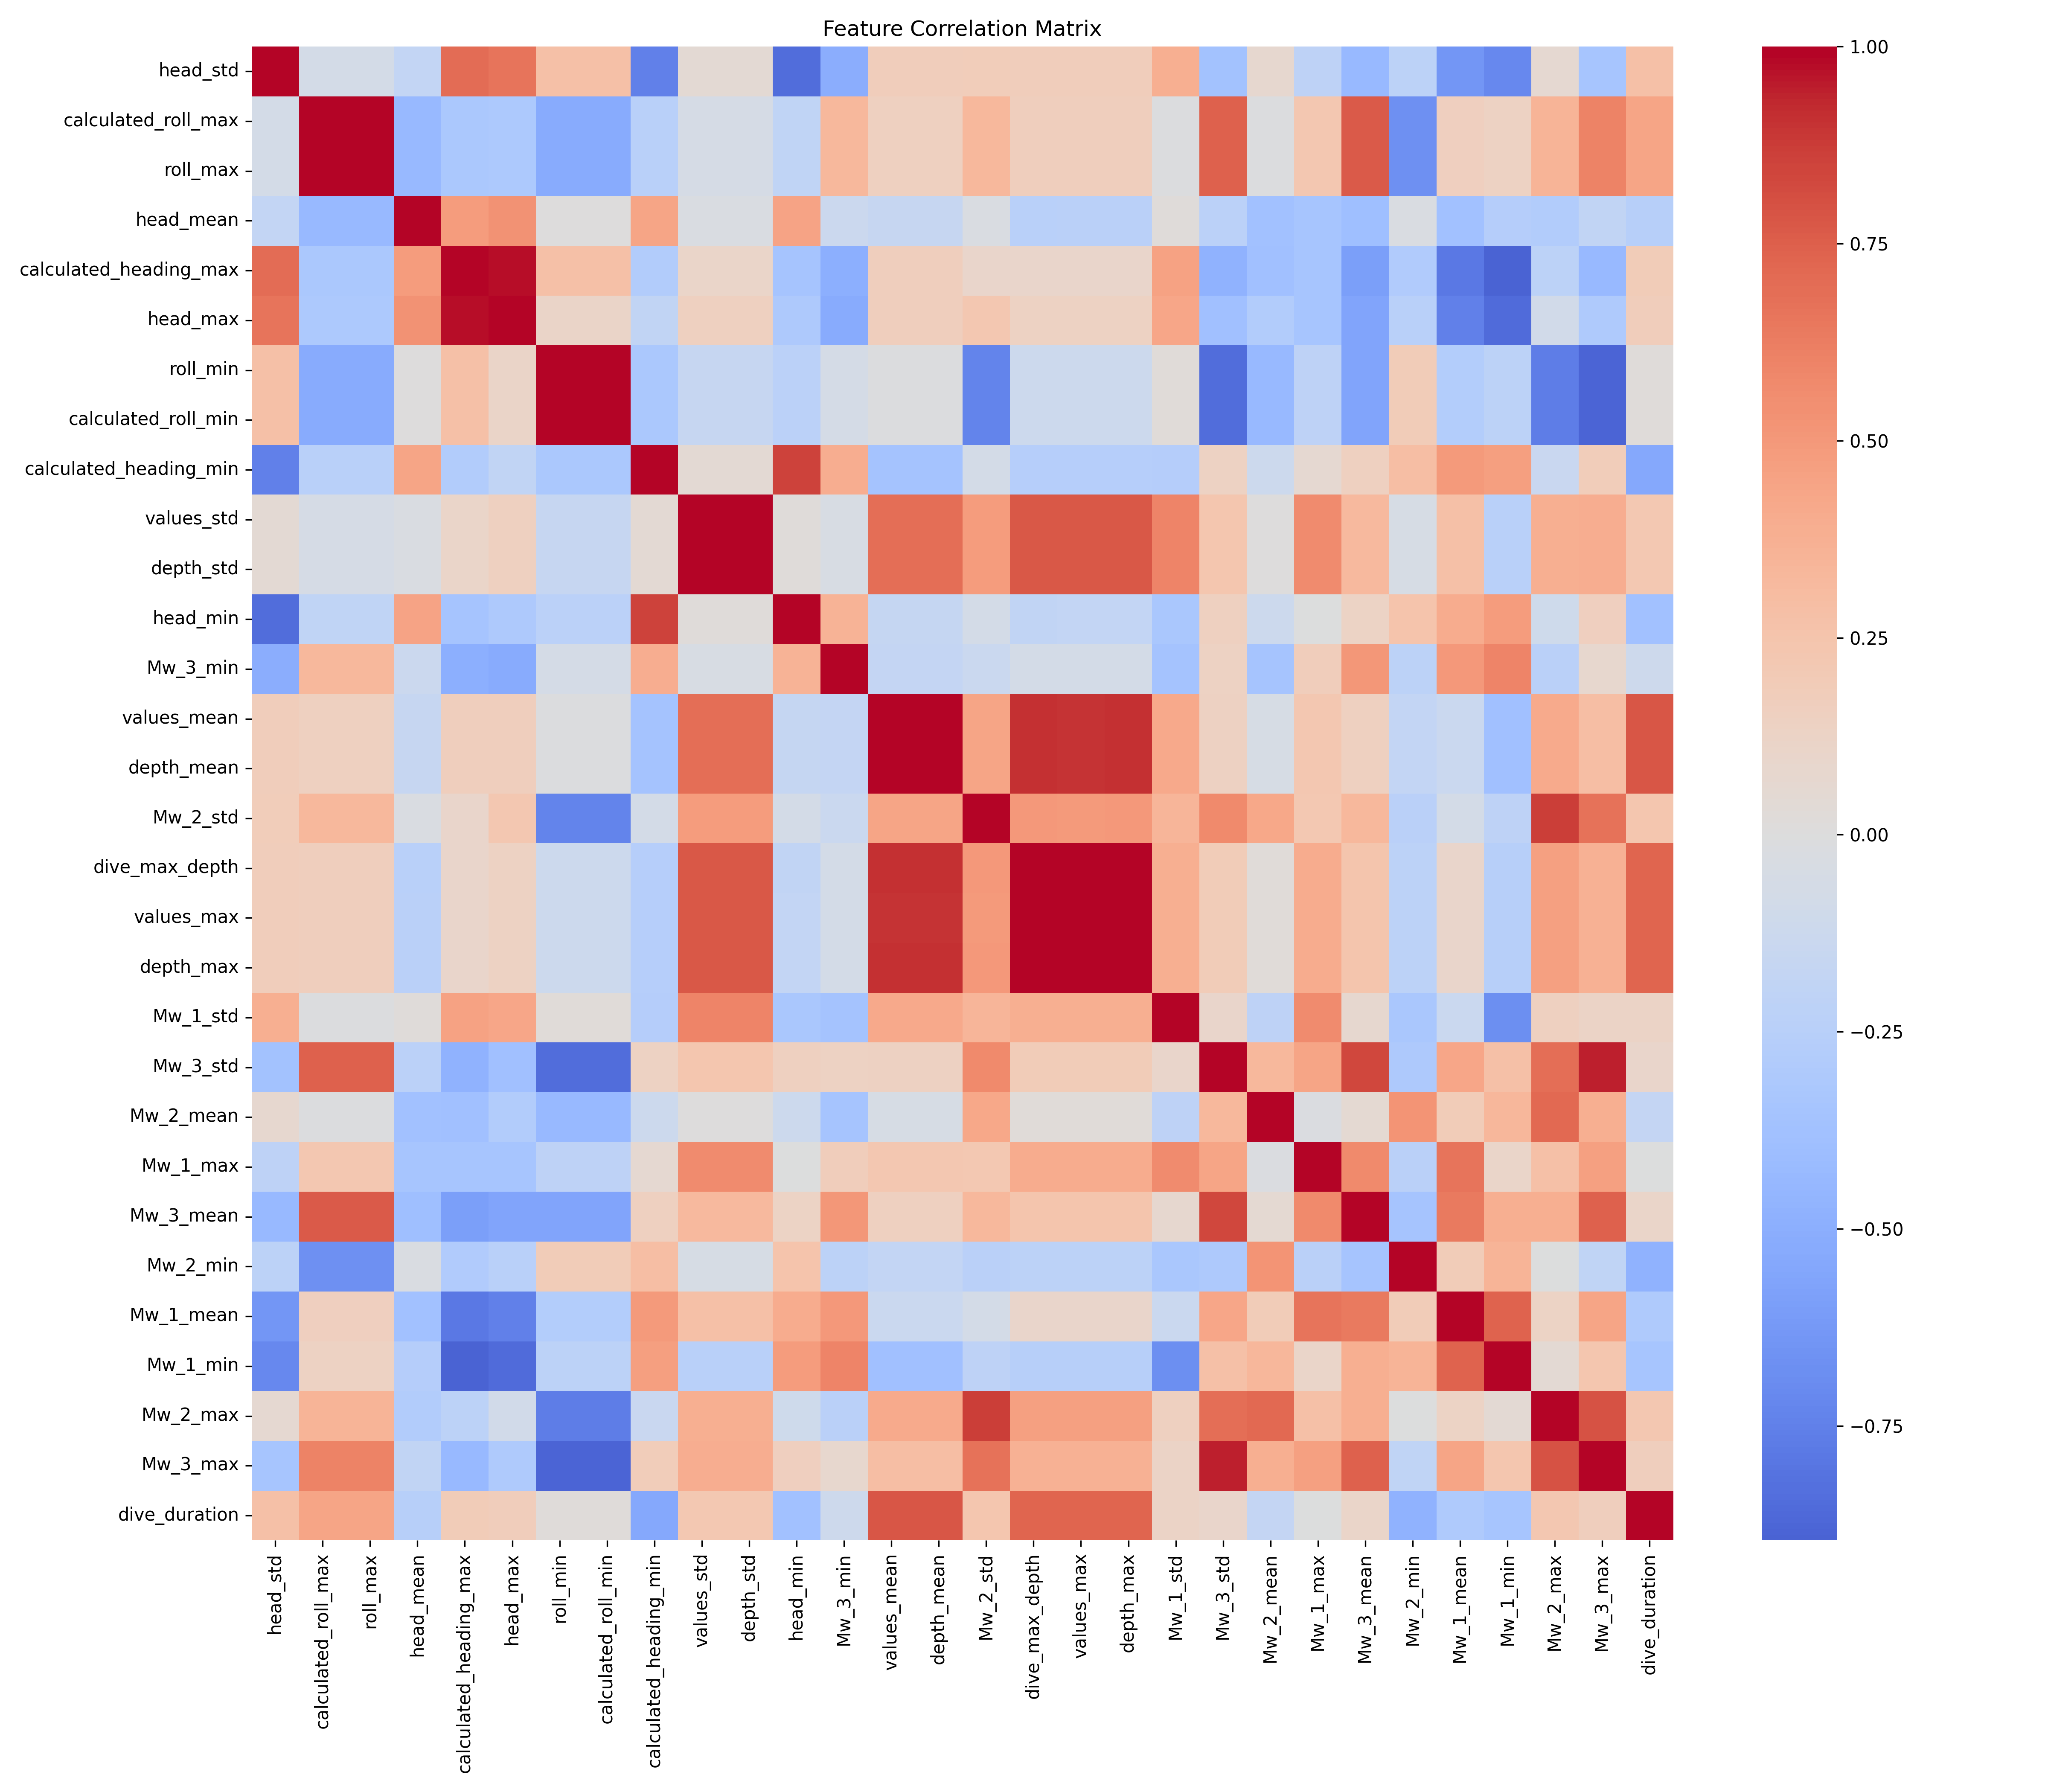 Feature Correlation Matrix
head_std
calculated_roll_max
roll_max
head_mean
calculated_heading_max
head_max
roll_min
calculated_roll_min
calculated_heading_min
values_std
depth_std
head_min
Mw_3_min
values_mean
depth_mean
Mw_2_std
dive_max_depth
values_max
depth_max
Mw_1_std
Mw_3_std
Mw_2_mean
Mw_1_max
Mw_3_mean
Mw_2_min
Mw_1_mean
Mw_1_min
Mw_2_max
Mw_3_max
dive_duration
head_std
calculated_roll_max
roll_max
head_mean
calculated_heading_max
head_max
roll_min
calculated_roll_min
calculated_heading_min
values_std
depth_std
head_min
Mw_3_min
values_mean
depth_mean
Mw_2_std
dive_max_depth
values_max
depth_max
Mw_1_std
Mw_3_std
Mw_2_mean
Mw_1_max
Mw_3_mean
Mw_2_min
Mw_1_mean
Mw_1_min
Mw_2_max
Mw_3_max
dive_duration
1.00
0.75
0.50
0.25
0.00
−0.25
−0.50
−0.75